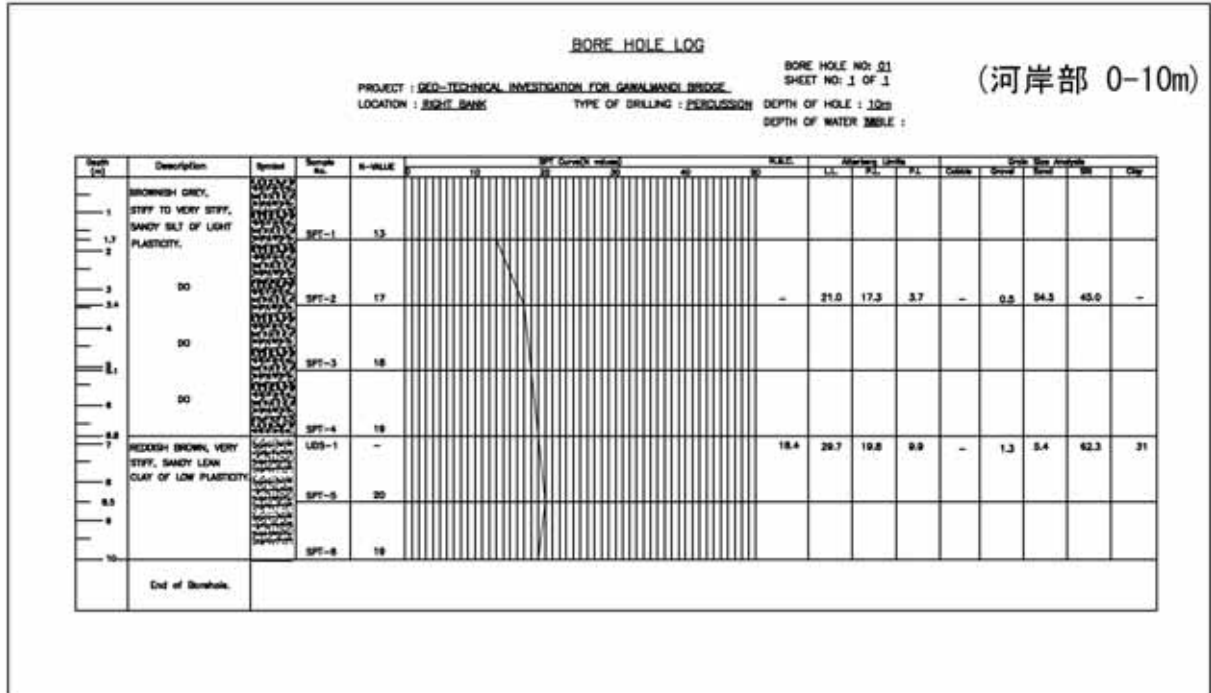 BORE HOLE LOG
BORE HOLE NO: 01
SHEET NO: 1 OF 1
(河岸部 0-10m)
PROJECT : GEO-TECHNICAL INVESTIGATION FOR GAWALMANDI BRIDGE
LOCATION : RIGHT BANK TYPE OF DRILLING : PERCUSSION DEPTH OF HOLE : 10m
DEPTH OF WATER :
Depth (m) Description Symbol Sample No. N-VALUE SPT Curve(N values) N.M.C. Atterberg Limits Grain Size Analysis
0 10 20 30 40 50 L.L. P.L. P.I. Cobble Gravel Sand Silt Clay
BROWNISH GREY,
1 STIFF TO VERY STIFF,
SANDY SILT OF LIGHT
1.7 PLASTICITY. SPT-1 13
2
3 DO
3.4 SPT-2 17 - 21.0 17.3 3.7 - 0.5 54.5 45.0 -
4 DO
5.1 SPT-3 18
6 DO
6.8 SPT-4 19
7 REDDISH BROWN, VERY UDS-1 - 18.4 29.7 19.8 9.9 - 1.3 5.4 62.3 31
STIFF, SANDY LEAN
8 CLAY OF LOW PLASTICITY.
8.5 SPT-5 20
9
10 SPT-6 19
End of Borehole.